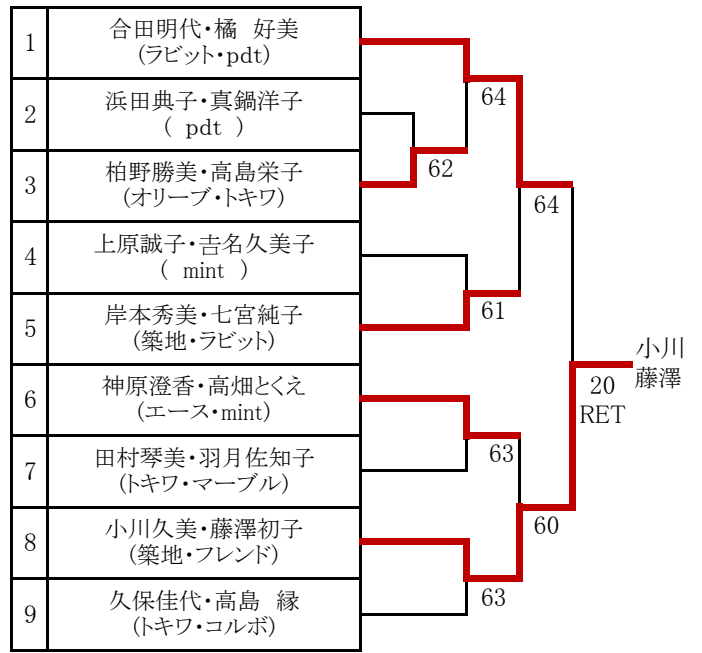 1
合田明代・橘　好美
(ラビット・pdt)
2
浜田典子・真鍋洋子
(　pdt　)
3
柏野勝美・高島栄子
(オリーブ・トキワ)
4
上原誠子・𠮷名久美子
(　mint　)
5
岸本秀美・七宮純子
(築地・ラビット)
6
神原澄香・高畑とくえ
(エース・mint)
7
田村琴美・羽月佐知子
(トキワ・マーブル)
8
小川久美・藤澤初子
(築地・フレンド)
9
久保佳代・高島　縁
(トキワ・コルボ)
64
62
64
61
63
60
63
20
RET
小川
藤澤